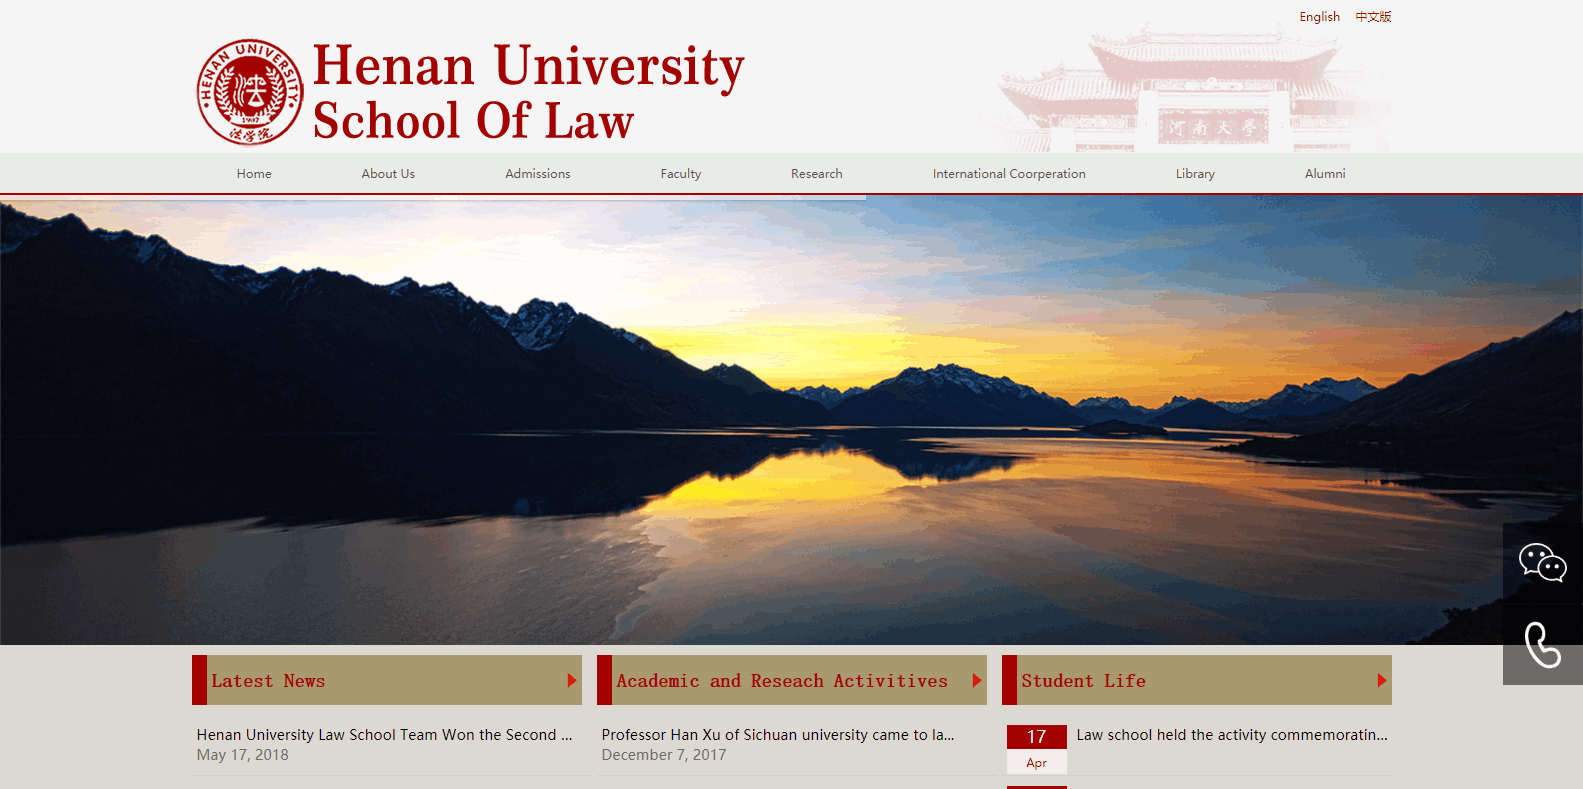 English 中文版
HENAN UNIVERSITY
1907
法学院
Henan University
School Of Law
河南大學
Home About Us Admissions Faculty Research International Coorperation Library Alumni
Latest News
Henan University Law School Team Won the Second ...
May 17, 2018
Academic and Reseach Activitives
Professor Han Xu of Sichuan university came to la...
December 7, 2017
Student Life
17
Apr
Law school held the activity commemoratin...